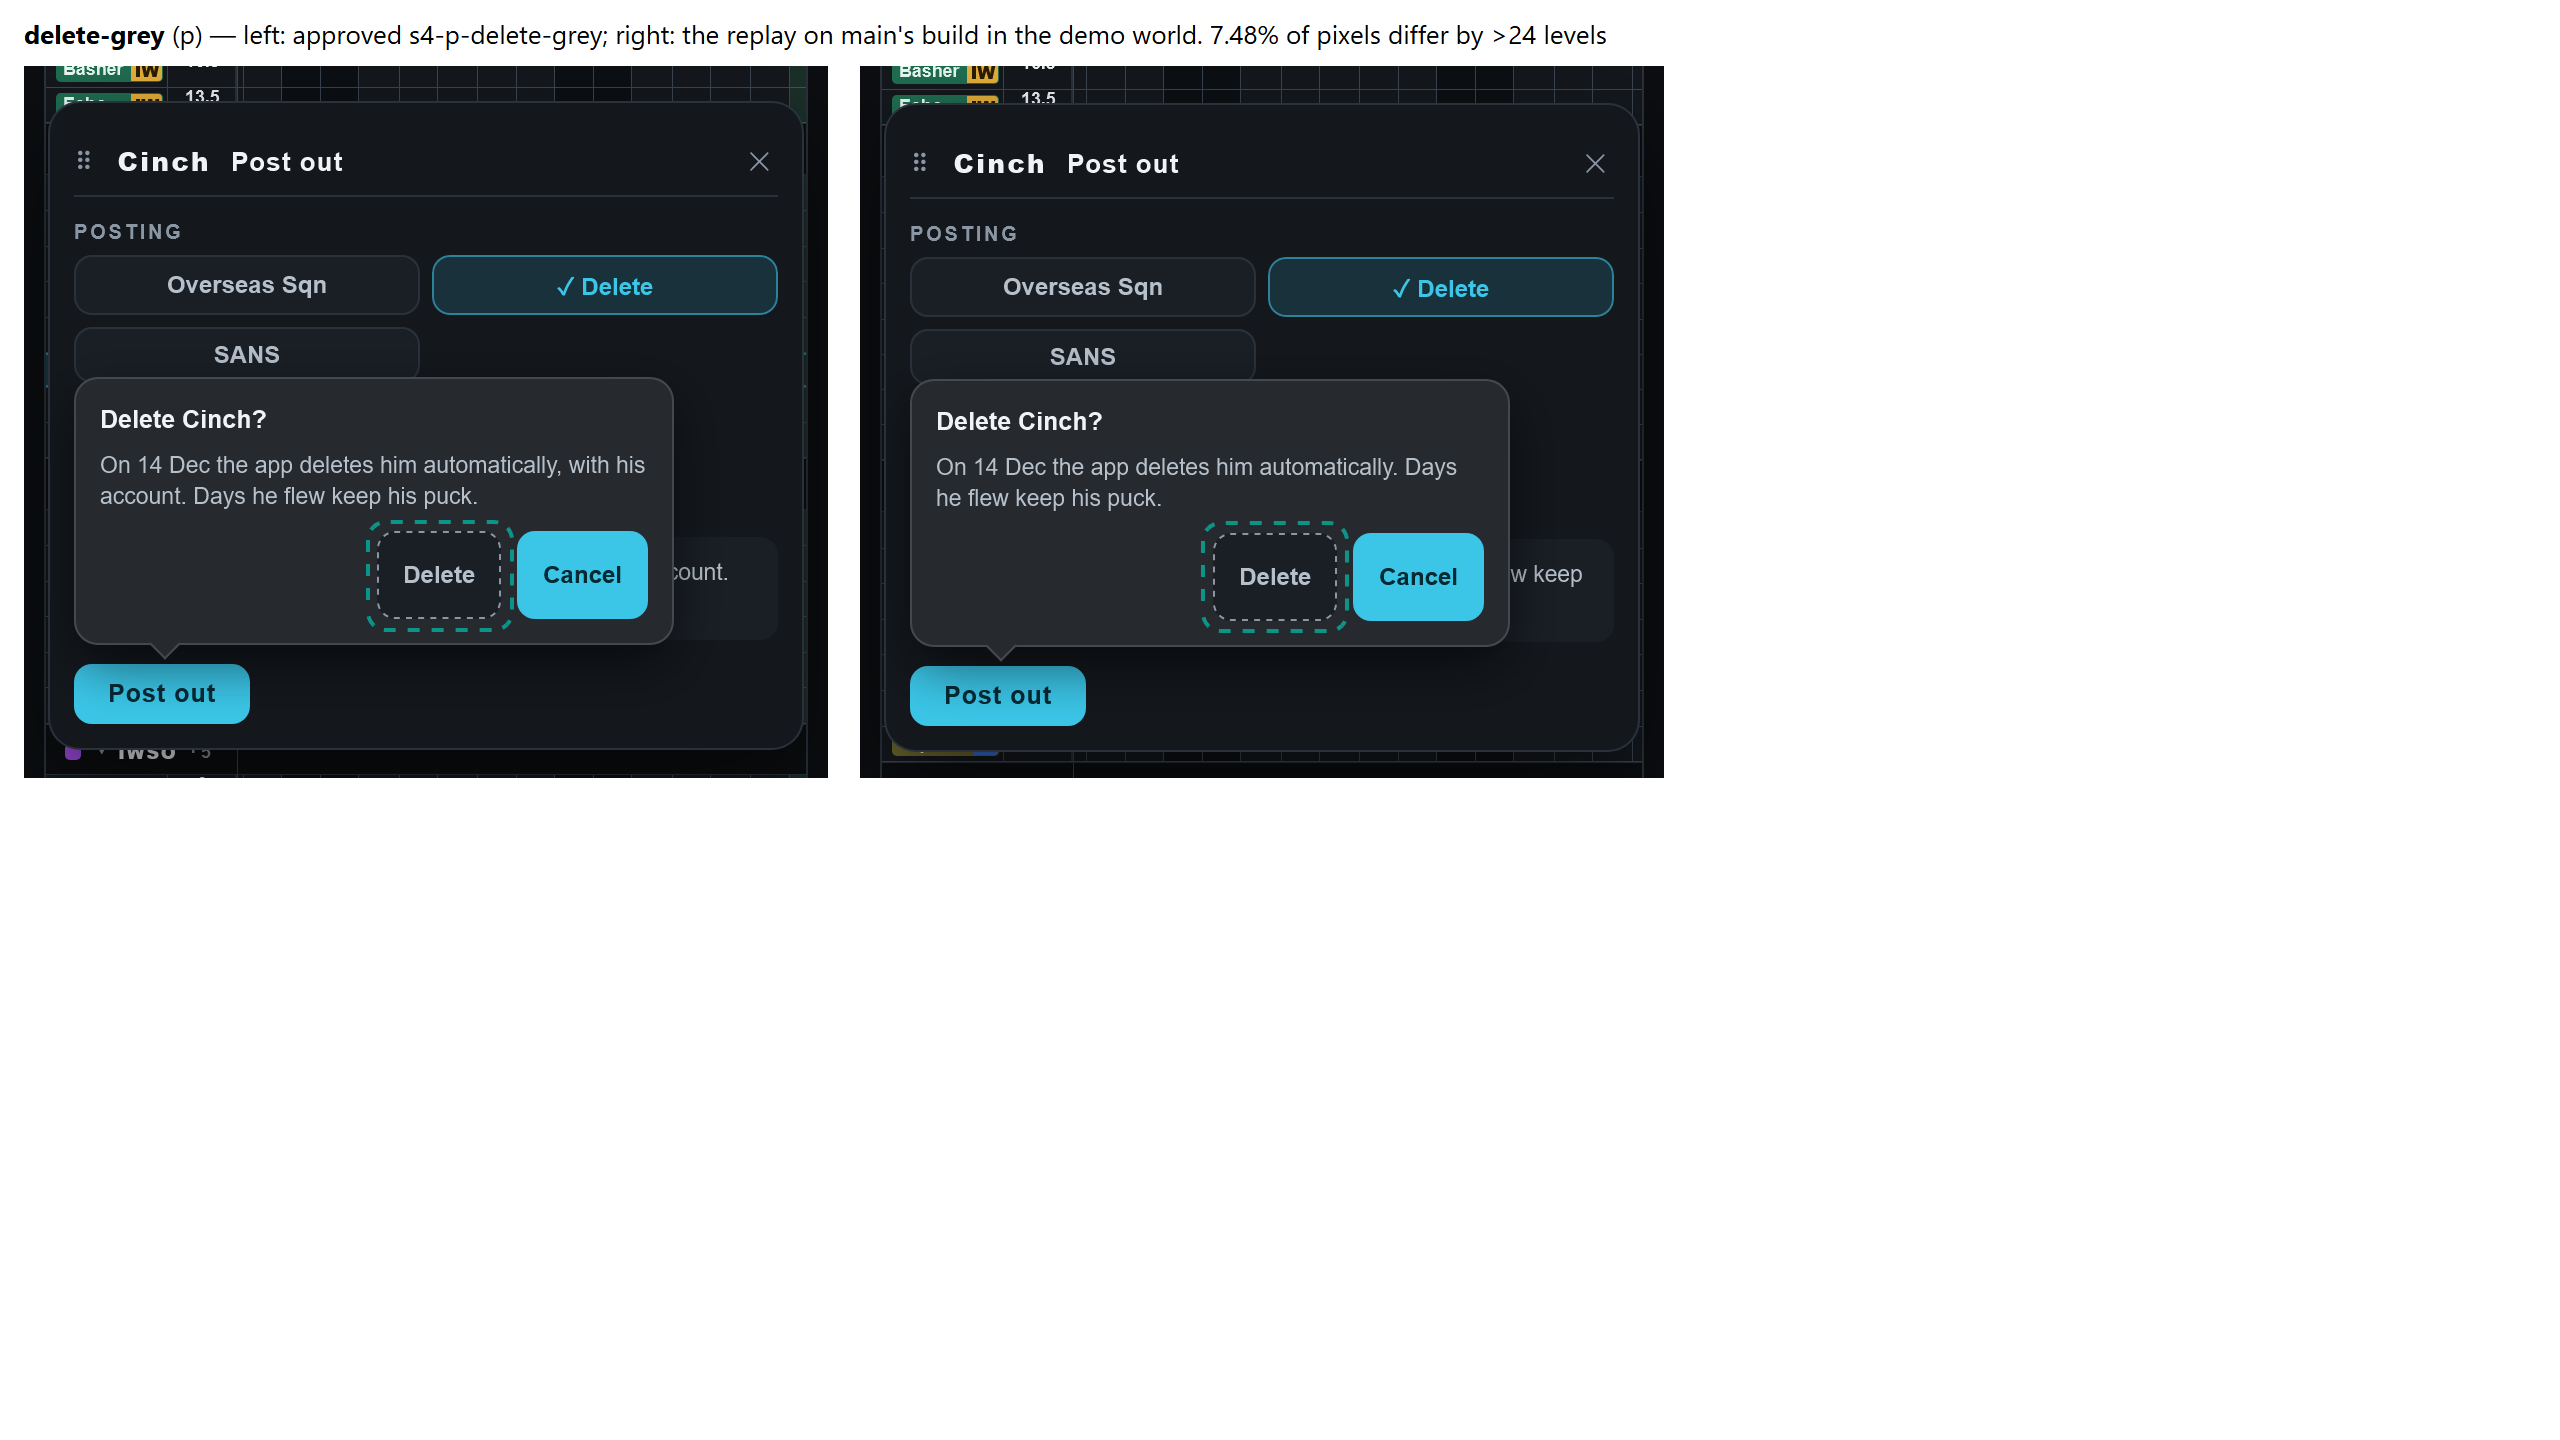 delete-grey (p) — left: approved s4-p-delete-grey; right: the replay on main's build in the demo world. 7.48% of pixels differ by >24 levels
Basher IW
13.5
Cinch Post out
POSTING
Overseas Sqn
✓ Delete
SANS
Delete Cinch?
On 14 Dec the app deletes him automatically, with his
account. Days he flew keep his puck.
Delete
Cancel
count.
Post out
IWSO
Basher IW
13.5
Cinch Post out
POSTING
Overseas Sqn
✓ Delete
SANS
Delete Cinch?
On 14 Dec the app deletes him automatically. Days
he flew keep his puck.
Delete
Cancel
w keep
Post out